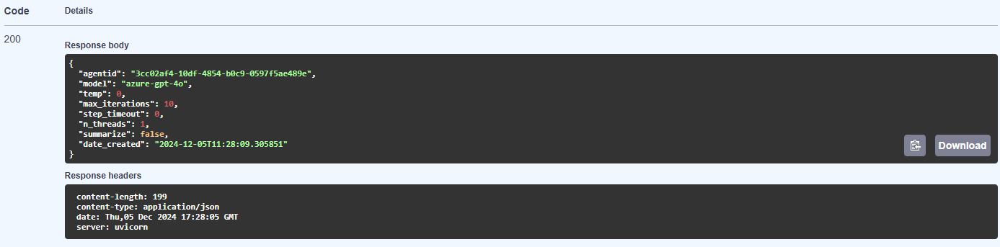 Code Details
200
Response body
{
"agentid": "3cc02af4-10df-4854-b0c9-0597f5ae489e",
"model": "azure-gpt-4o",
"temp": 0,
"max_iterations": 10,
"step_timeout": 0,
"n_threads": 1,
"summarize": false,
"date_created": "2024-12-05T11:28:09.305851"
}
Download
Response headers
content-length: 199
content-type: application/json
date: Thu,05 Dec 2024 17:28:05 GMT
server: uvicorn